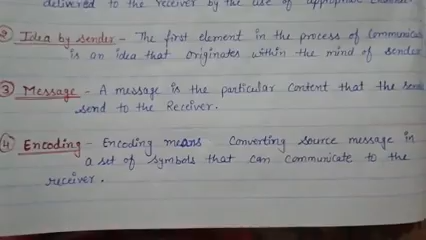 delivered to the receiver by the use of appropriate
② Idea by sender - The first element in the process of
is an idea that originates within the mind of sender
③ Message - A message is the particular content that the
send to the Receiver.
④ Encoding - Encoding means Converting source message in
a set of symbols that can communicate to the
receiver.